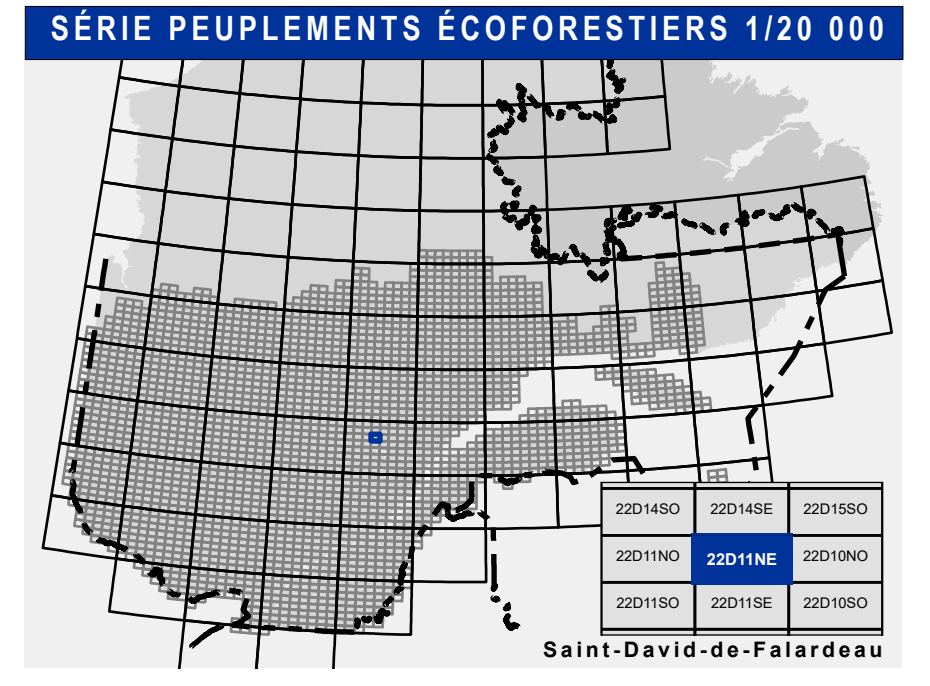 SÉRIE PEUPLEMENTS ÉCOFORESTIERS 1/20 000
22D14SO 22D14SE 22D15SO
22D11NO 22D11NE 22D10NO
22D11SO 22D11SE 22D10SO
Saint-David-de-Falardeau